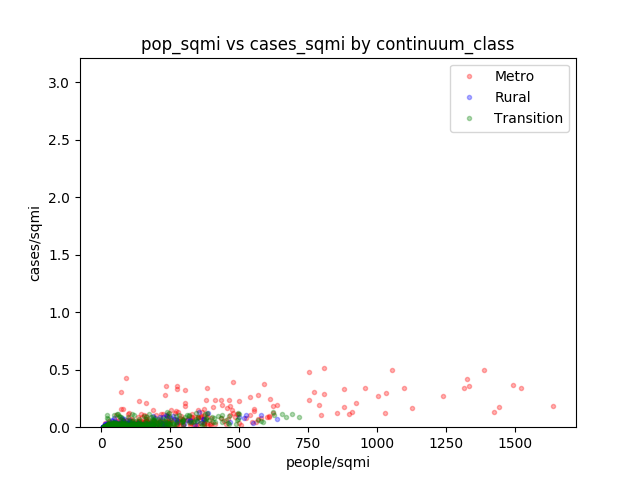 pop_sqmi vs cases_sqmi by continuum_class
Metro
Rural
Transition
3.0
2.5
2.0
1.5
1.0
0.5
0.0
cases/sqmi
0 250 500 750 1000 1250 1500
people/sqmi